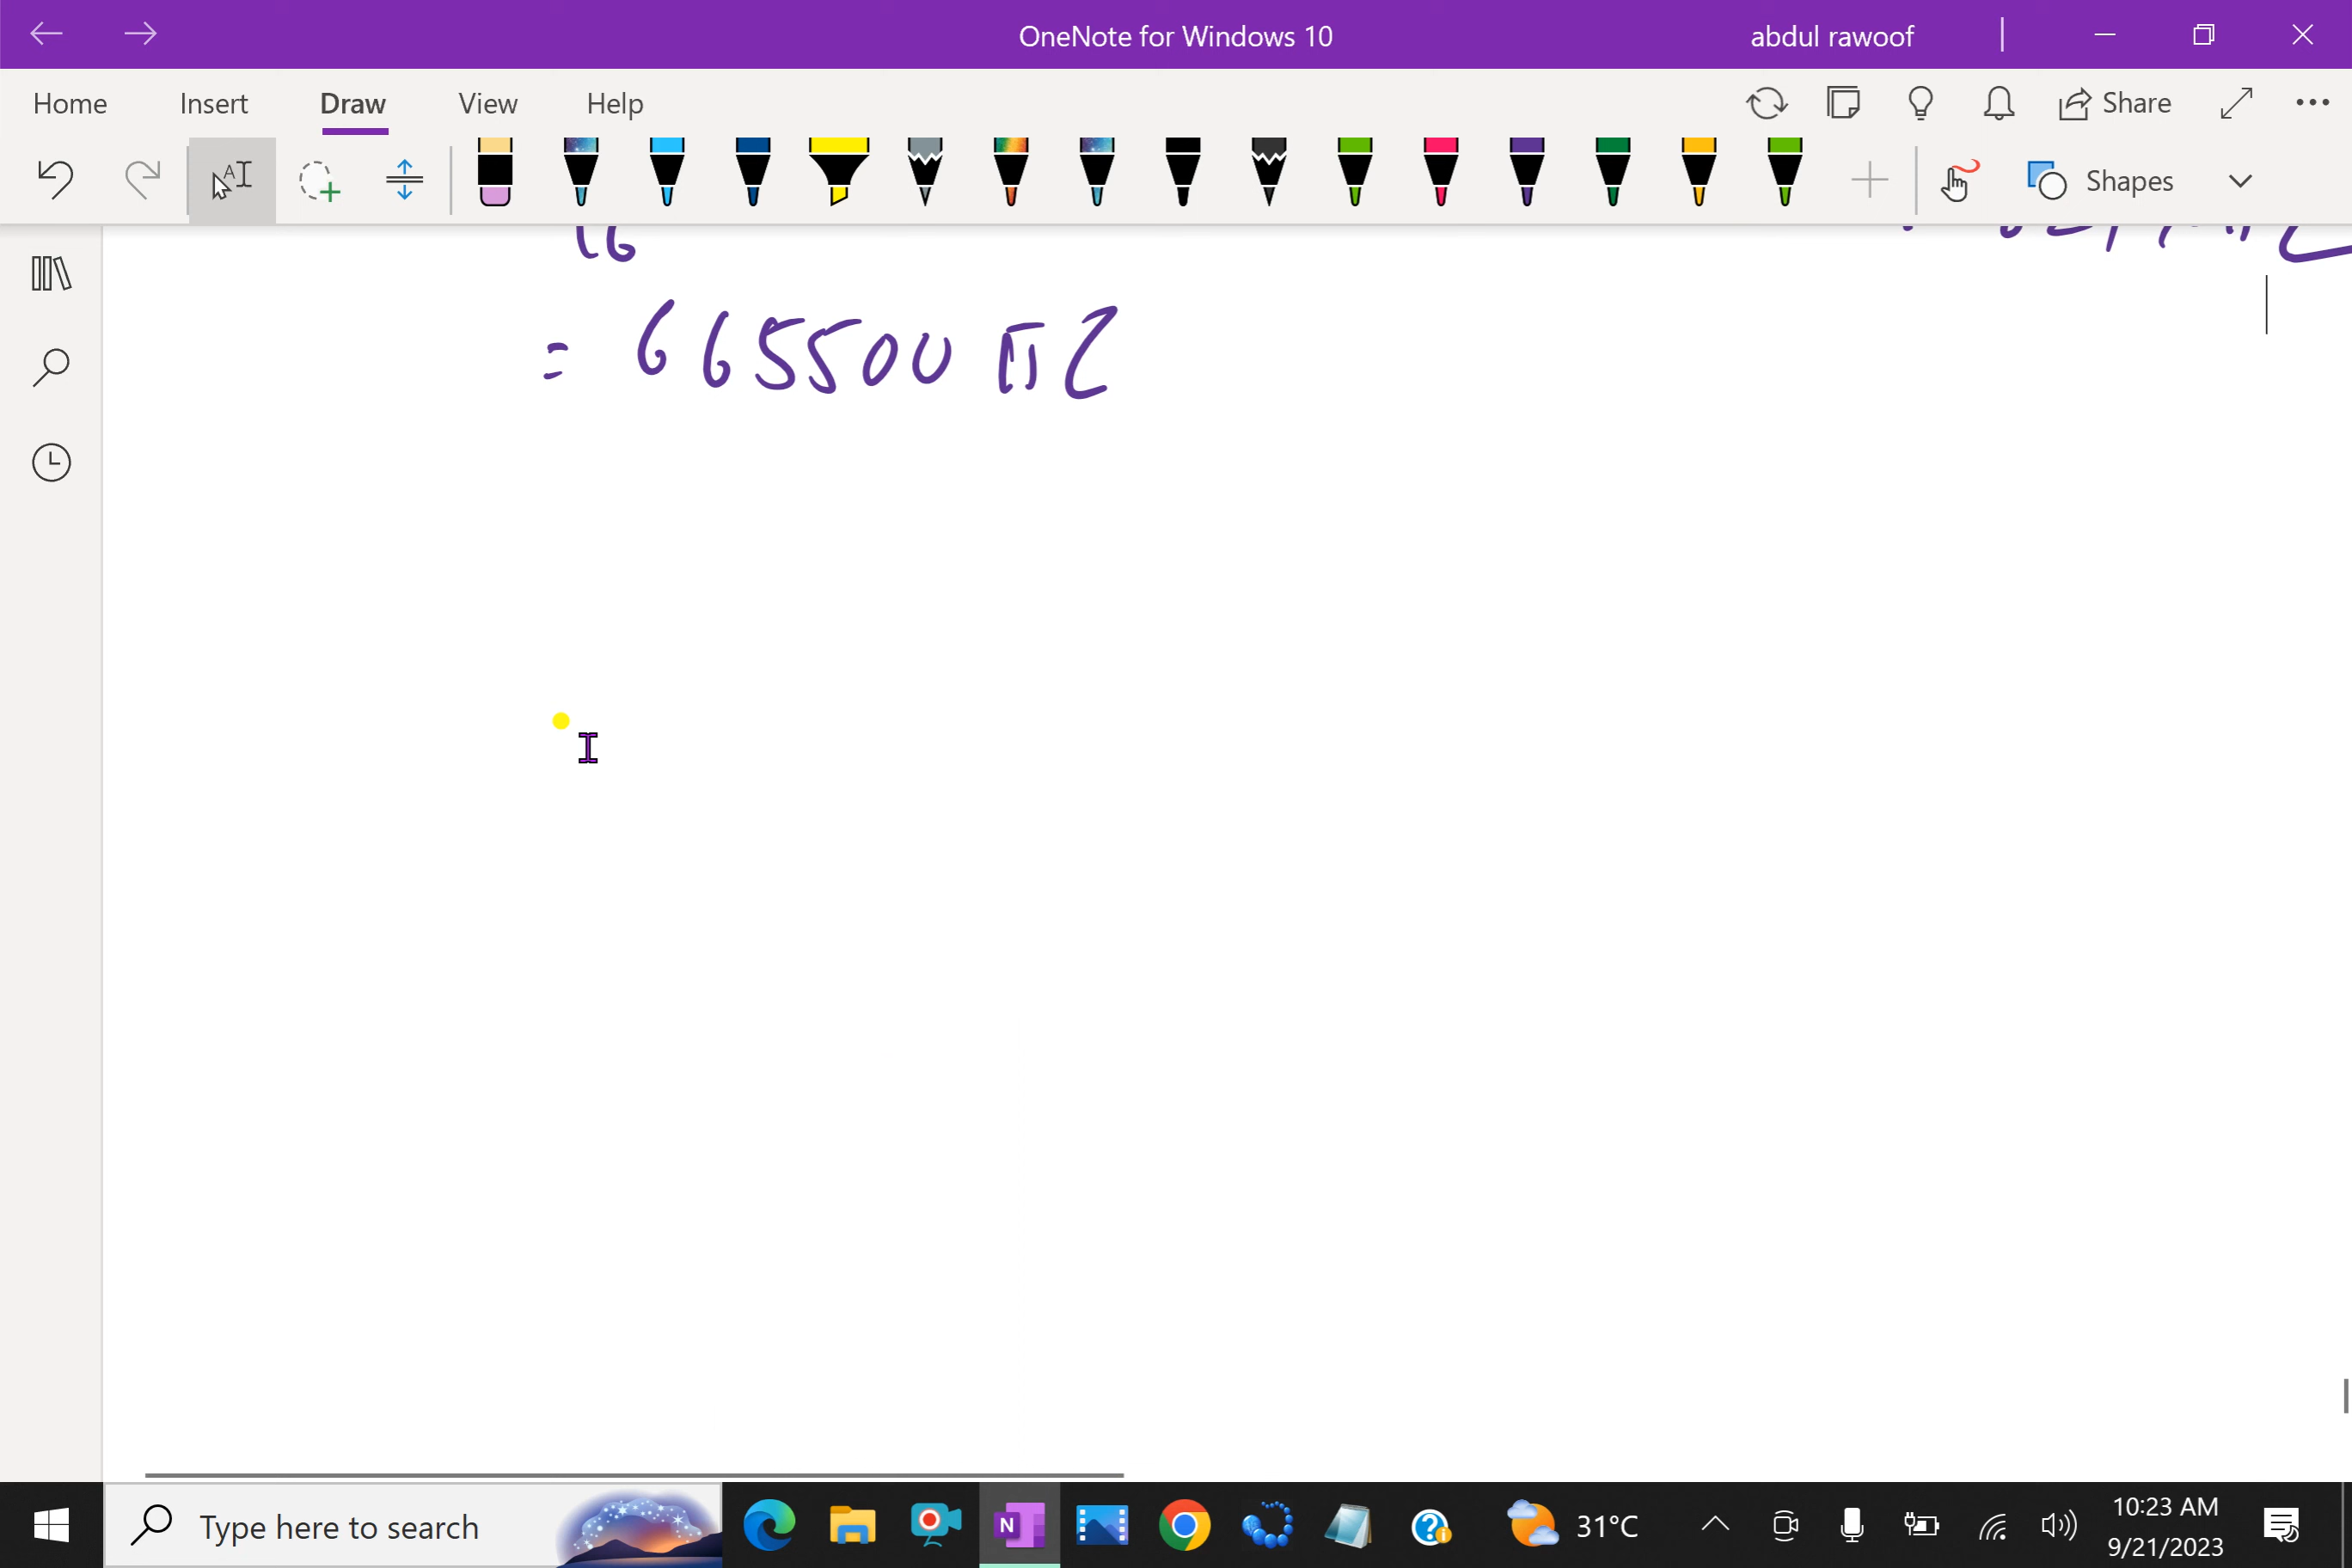 OneNote for Windows 10
abdul rawoof
Home Insert Draw View Help
Share
Shapes
16
= 665500
Type here to search
31°C
10:23 AM
9/21/2023